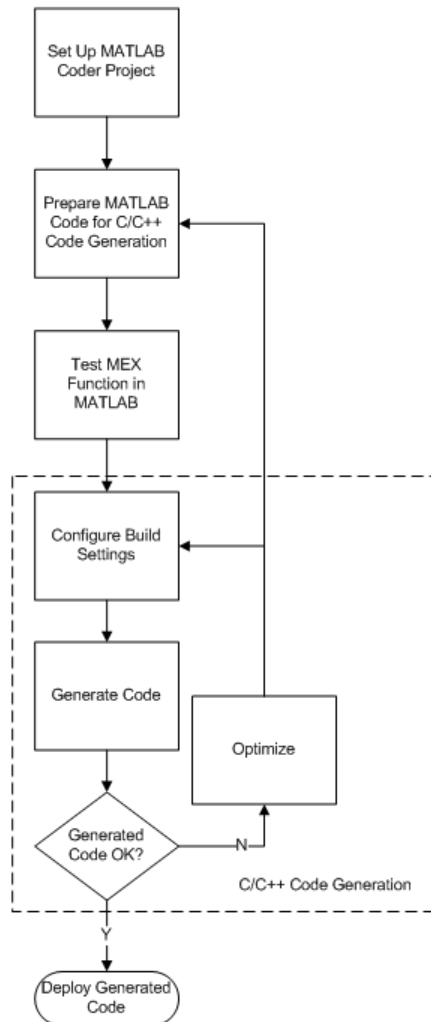 Set Up MATLAB
Coder Project
Prepare MATLAB
Code for C/C++
Code Generation
Test MEX
Function in
MATLAB
Configure Build
Settings
Generate Code
Optimize
Generated
Code OK?
N
C/C++ Code Generation
Y
Deploy Generated
Code